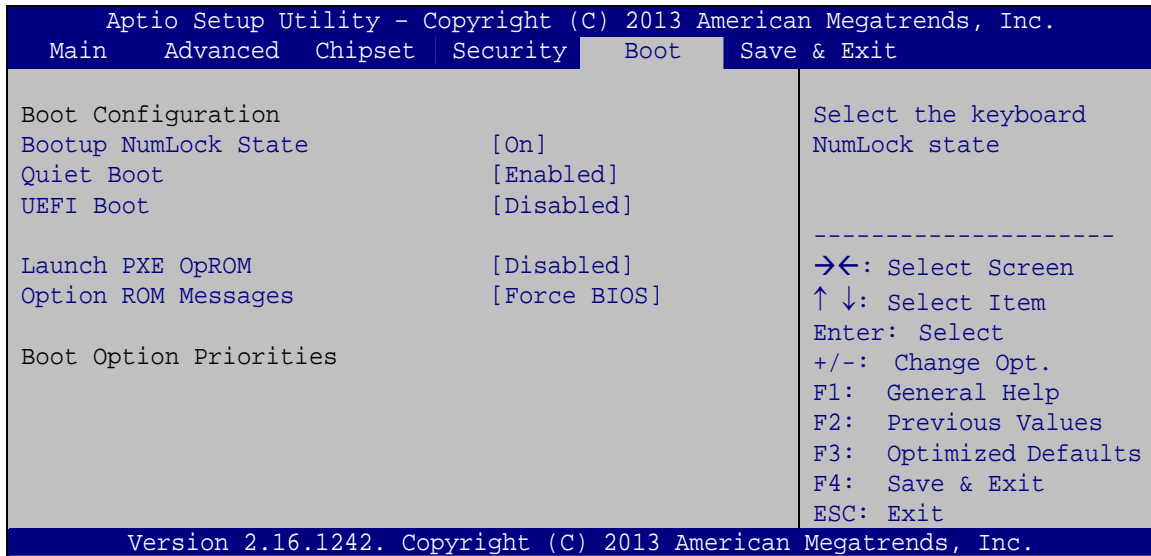 Aptio Setup Utility – Copyright (C) 2013 American Megatrends, Inc.
Main Advanced Chipset Security Boot Save & Exit
Boot Configuration
Bootup NumLock State [On]
Quiet Boot [Enabled]
UEFI Boot [Disabled]
Launch PXE OpROM [Disabled]
Option ROM Messages [Force BIOS]
Boot Option Priorities
Select the keyboard
NumLock state
---------------------
→←: Select Screen
↑ ↓: Select Item
Enter: Select
+/-: Change Opt.
F1: General Help
F2: Previous Values
F3: Optimized Defaults
F4: Save & Exit
ESC: Exit
Version 2.16.1242. Copyright (C) 2013 American Megatrends, Inc.